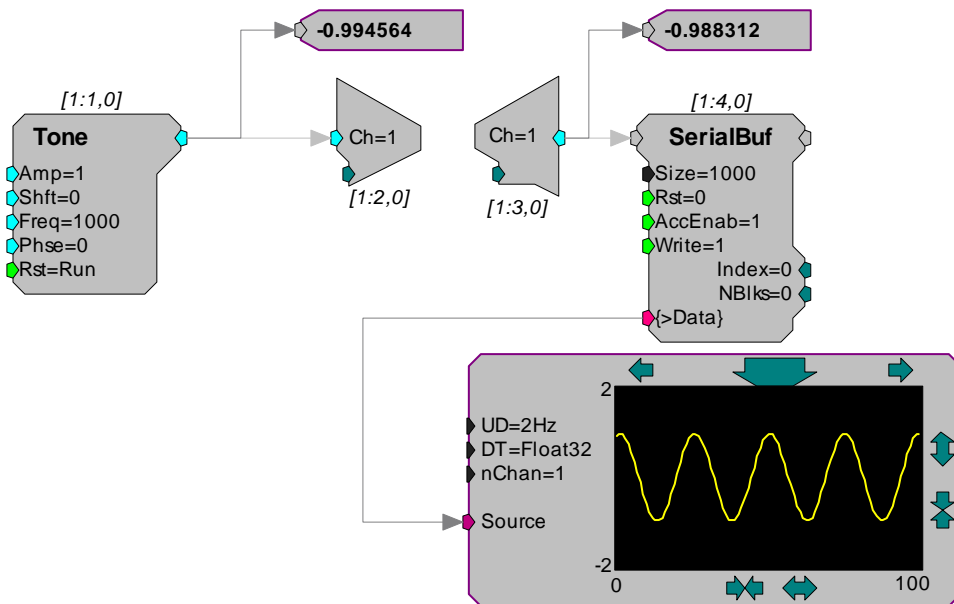 -0.994564
-0.988312
[1:1,0]
[1:4,0]
Tone
Amp=1
Shft=0
Freq=1000
Phse=0
Rst=Run
Ch=1
[1:2,0]
Ch=1
[1:3,0]
SerialBuf
Size=1000
Rst=0
AccEnab=1
Write=1
Index=0
NBlks=0
{>Data}
UD=2Hz
DT=Float32
nChan=1
Source
2
-2
0
100